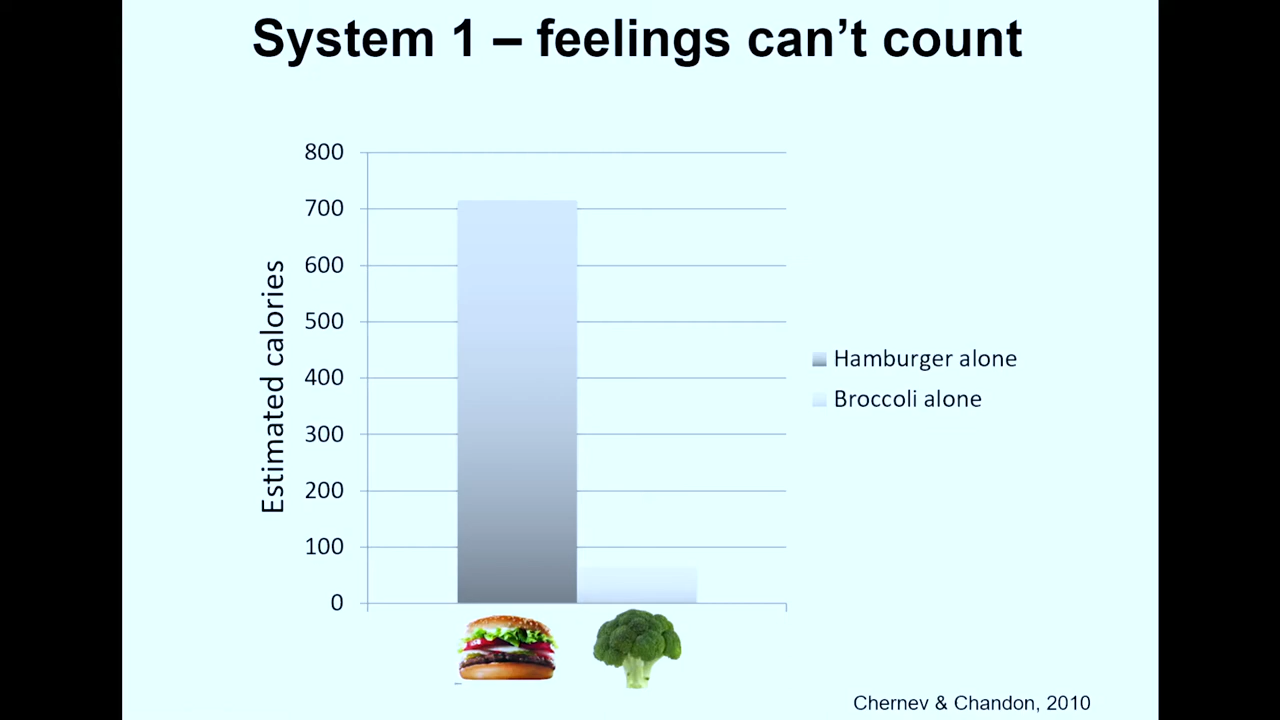 System 1 – feelings can’t count
800
700
600
500
400
300
200
100
0
Estimated calories
Hamburger alone
Broccoli alone
Chernev & Chandon, 2010